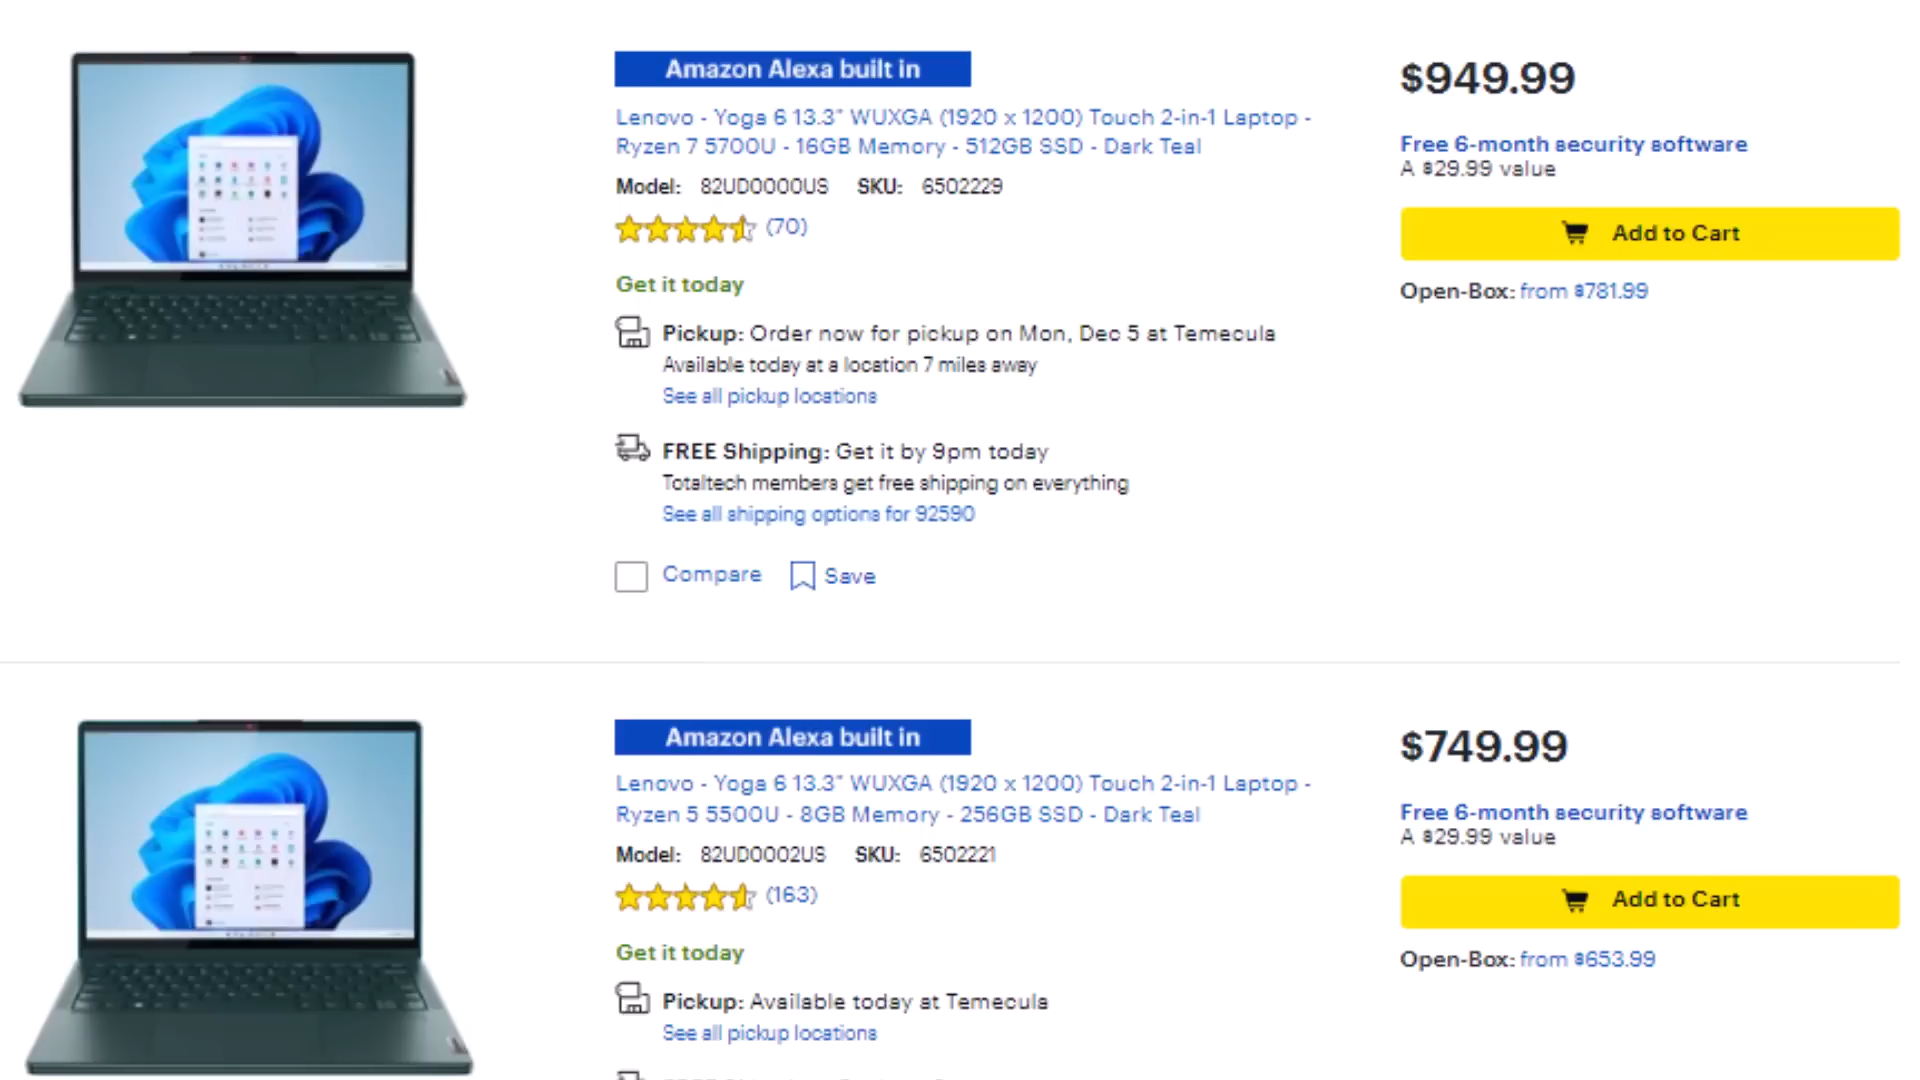 Amazon Alexa built in
Lenovo - Yoga 6 13.3" WUXGA (1920 x 1200) Touch 2-in-1 Laptop -
Ryzen 7 5700U - 16GB Memory - 512GB SSD - Dark Teal
Model: 82UD0000US SKU: 6502229
(70)
Get it today
Pickup: Order now for pickup on Mon, Dec 5 at Temecula
Available today at a location 7 miles away
See all pickup locations
FREE Shipping: Get it by 9pm today
Totaltech members get free shipping on everything
See all shipping options for 92590
Compare Save
$949.99
Free 6-month security software
A $29.99 value
Add to Cart
Open-Box: from $781.99
Amazon Alexa built in
Lenovo - Yoga 6 13.3" WUXGA (1920 x 1200) Touch 2-in-1 Laptop -
Ryzen 5 5500U - 8GB Memory - 256GB SSD - Dark Teal
Model: 82UD0002US SKU: 6502221
(163)
Get it today
Pickup: Available today at Temecula
See all pickup locations
$749.99
Free 6-month security software
A $29.99 value
Add to Cart
Open-Box: from $653.99